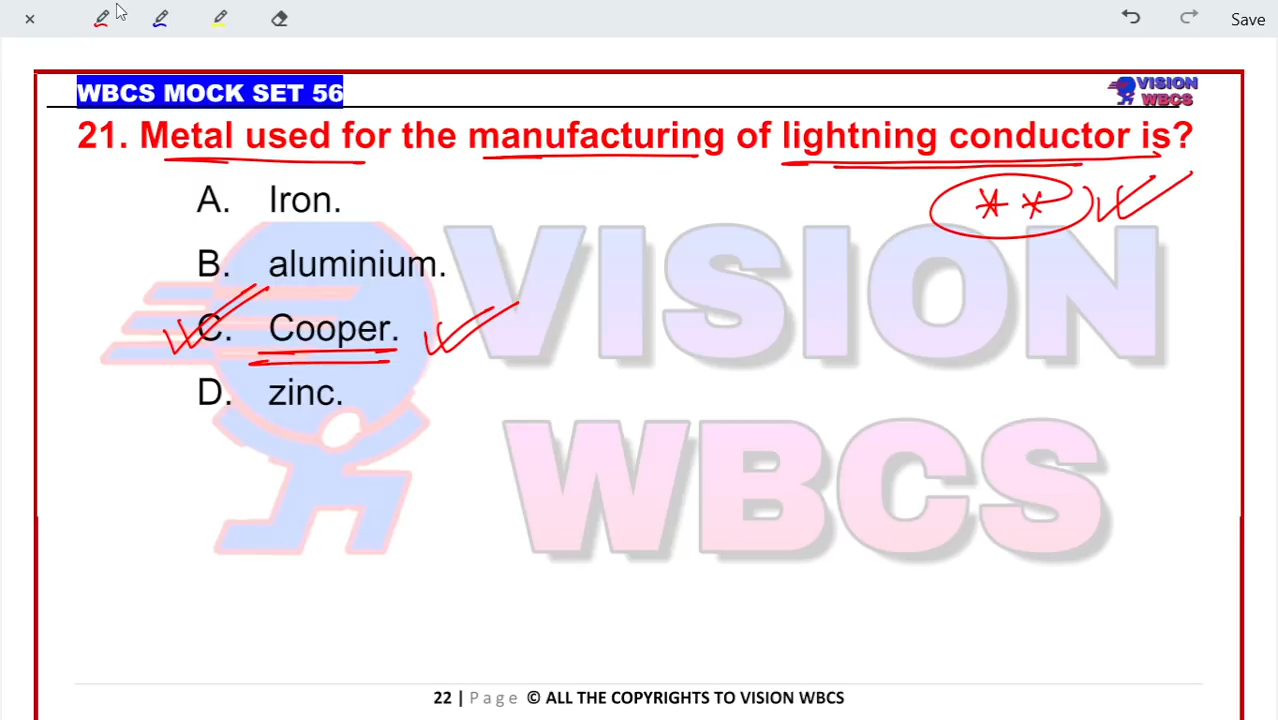 Save
WBCS MOCK SET 56
VISION
WBCS
21. Metal used for the manufacturing of lightning conductor is?
A. Iron.
B. aluminium.
C. Cooper.
D. zinc.
VISION
WBCS
22 | Page © ALL THE COPYRIGHTS TO VISION WBCS